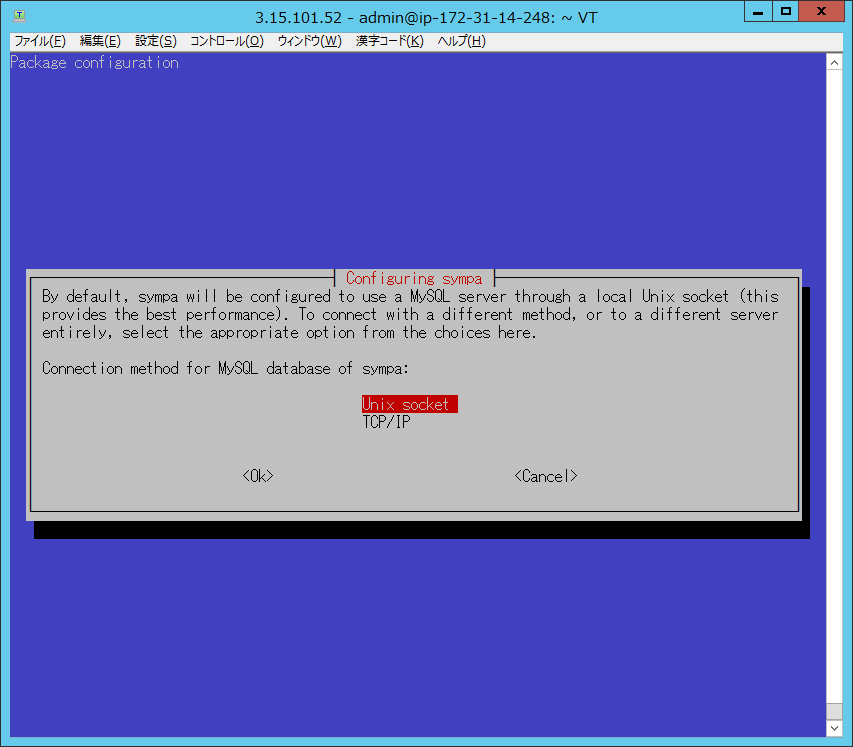 3.15.101.52 - admin@ip-172-31-14-248: ~ VT
ファイル(F) 編集(E) 設定(S) コントロール(O) ウィンドウ(W) 漢字コード(K) ヘルプ(H)
Package configuration
Configuring sympa
By default, sympa will be configured to use a MySQL server through a local Unix socket (this
provides the best performance). To connect with a different method, or to a different server
entirely, select the appropriate option from the choices here.
Connection method for MySQL database of sympa:
Unix socket
TCP/IP
<Ok> <Cancel>